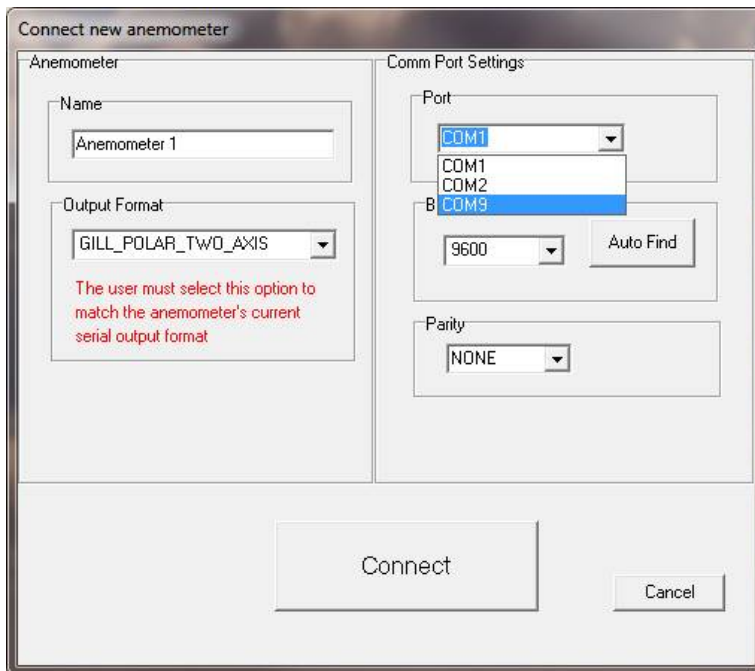 Connect new anemometer
Anemometer
Name
Anemometer 1
Output Format
GILL_POLAR_TWO_AXIS
The user must select this option to
match the anemometer's current
serial output format
Comm Port Settings
Port
COM1
COM1
COM2
COM9
B
9600
Auto Find
Parity
NONE
Connect
Cancel